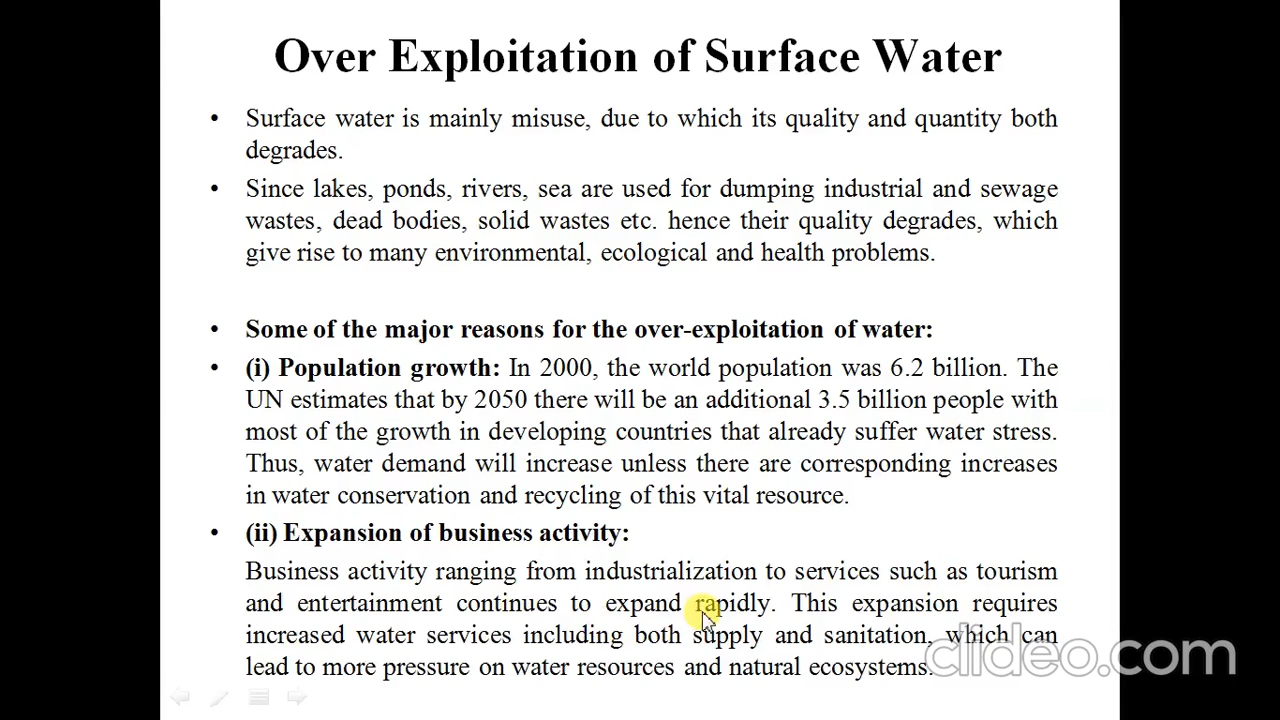 Over Exploitation of Surface Water
• Surface water is mainly misuse, due to which its quality and quantity both
degrades.
• Since lakes, ponds, rivers, sea are used for dumping industrial and sewage
wastes, dead bodies, solid wastes etc. hence their quality degrades, which
give rise to many environmental, ecological and health problems.
• Some of the major reasons for the over-exploitation of water:
• (i) Population growth: In 2000, the world population was 6.2 billion. The
UN estimates that by 2050 there will be an additional 3.5 billion people with
most of the growth in developing countries that already suffer water stress.
Thus, water demand will increase unless there are corresponding increases
in water conservation and recycling of this vital resource.
• (ii) Expansion of business activity:
Business activity ranging from industrialization to services such as tourism
and entertainment continues to expand rapidly. This expansion requires
increased water services including both supply and sanitation, which can
lead to more pressure on water resources and natural ecosystems.
clideo.com